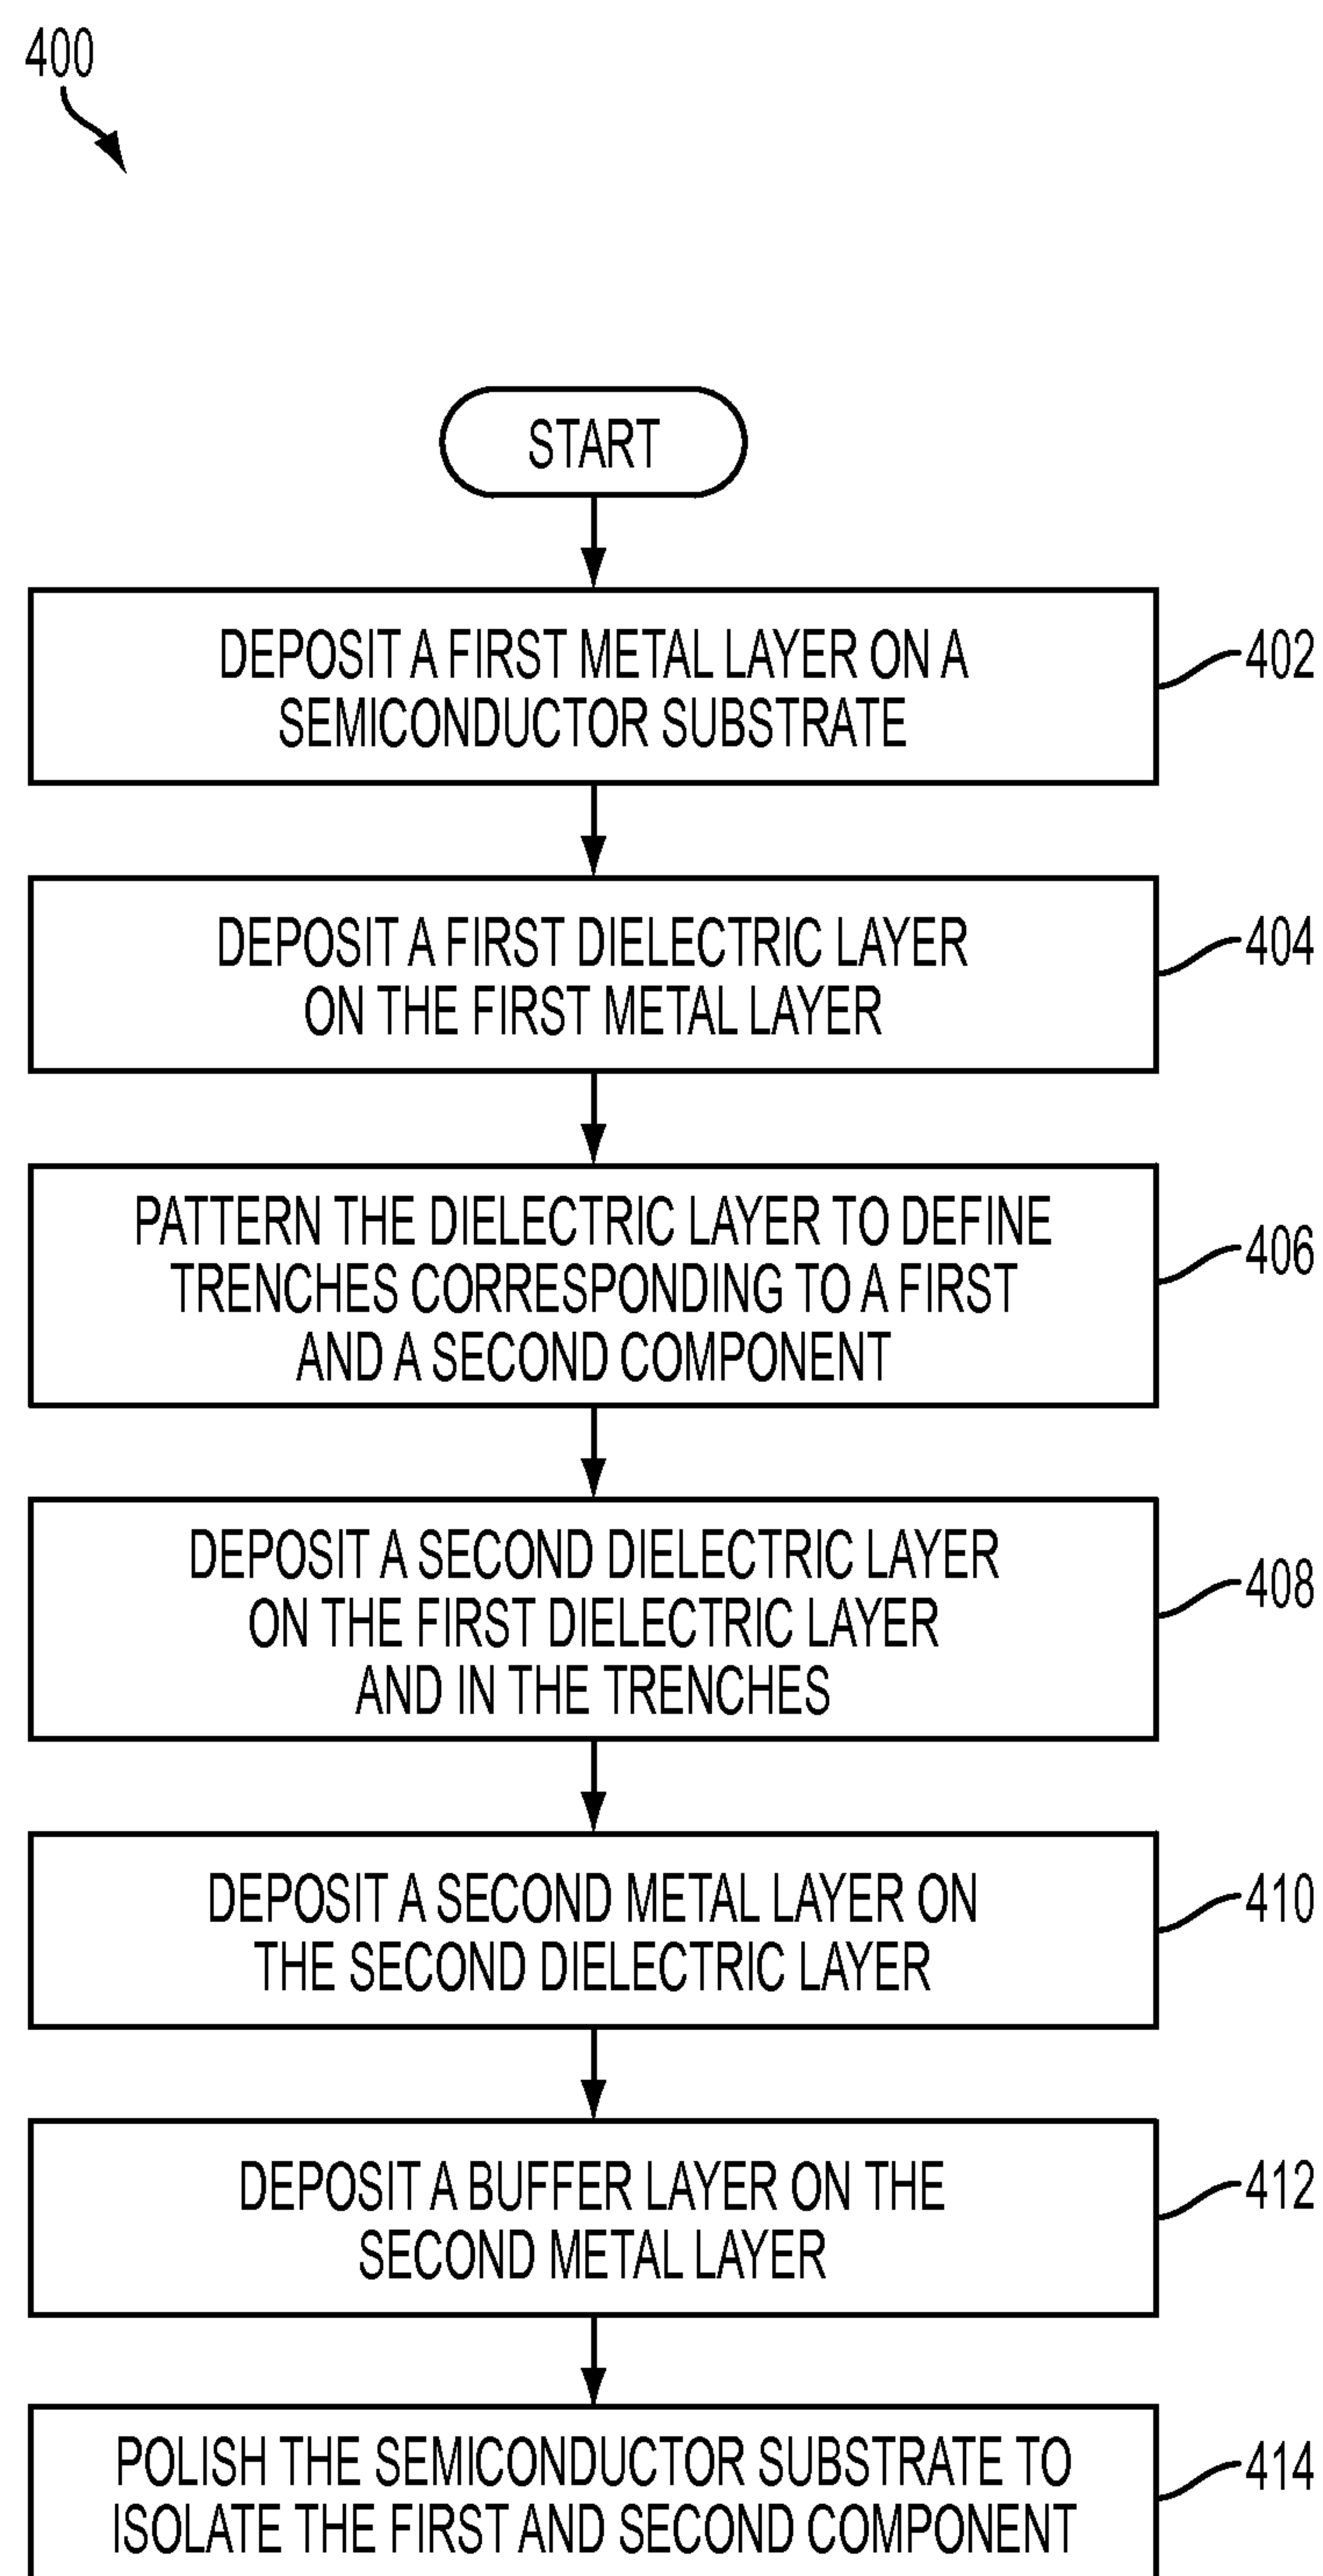 400
START
DEPOSIT A FIRST METAL LAYER ON A
SEMICONDUCTOR SUBSTRATE
402
DEPOSIT A FIRST DIELECTRIC LAYER
ON THE FIRST METAL LAYER
404
PATTERN THE DIELECTRIC LAYER TO DEFINE
TRENCHES CORRESPONDING TO A FIRST
AND A SECOND COMPONENT
406
DEPOSIT A SECOND DIELECTRIC LAYER
ON THE FIRST DIELECTRIC LAYER
AND IN THE TRENCHES
408
DEPOSIT A SECOND METAL LAYER ON
THE SECOND DIELECTRIC LAYER
410
DEPOSIT A BUFFER LAYER ON THE
SECOND METAL LAYER
412
POLISH THE SEMICONDUCTOR SUBSTRATE TO
ISOLATE THE FIRST AND SECOND COMPONENT
414